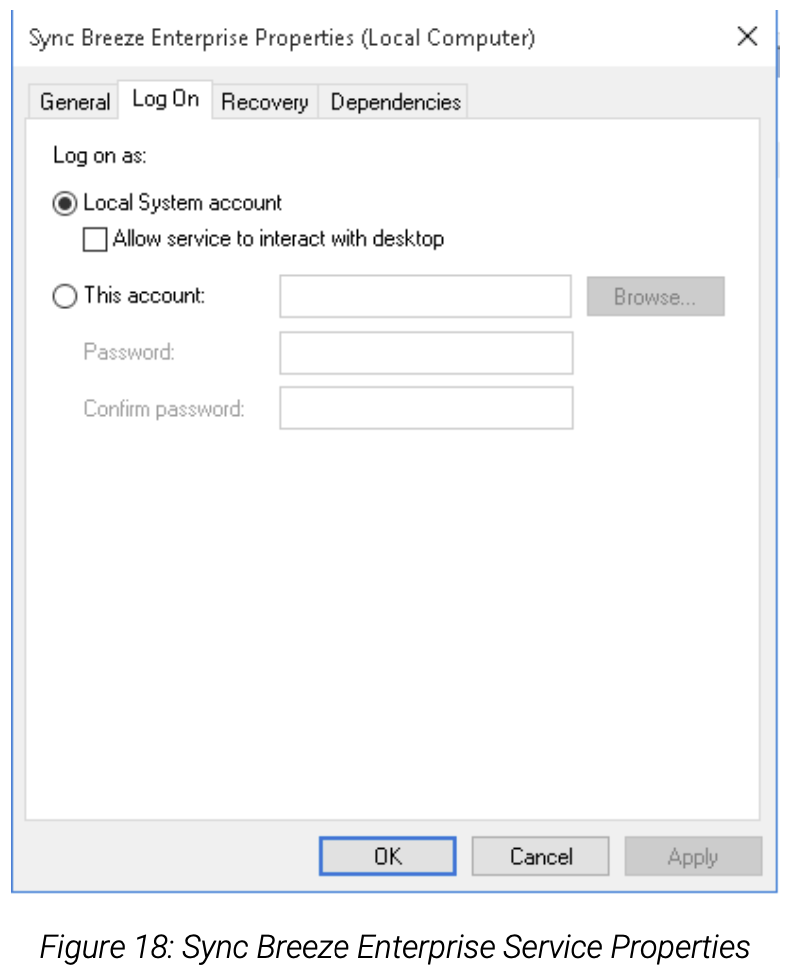 Sync Breeze Enterprise Properties (Local Computer)
General Log On Recovery Dependencies
Log on as:
Local System account
Allow service to interact with desktop
This account: Browse...
Password:
Confirm password:
OK Cancel Apply
Figure 18: Sync Breeze Enterprise Service Properties